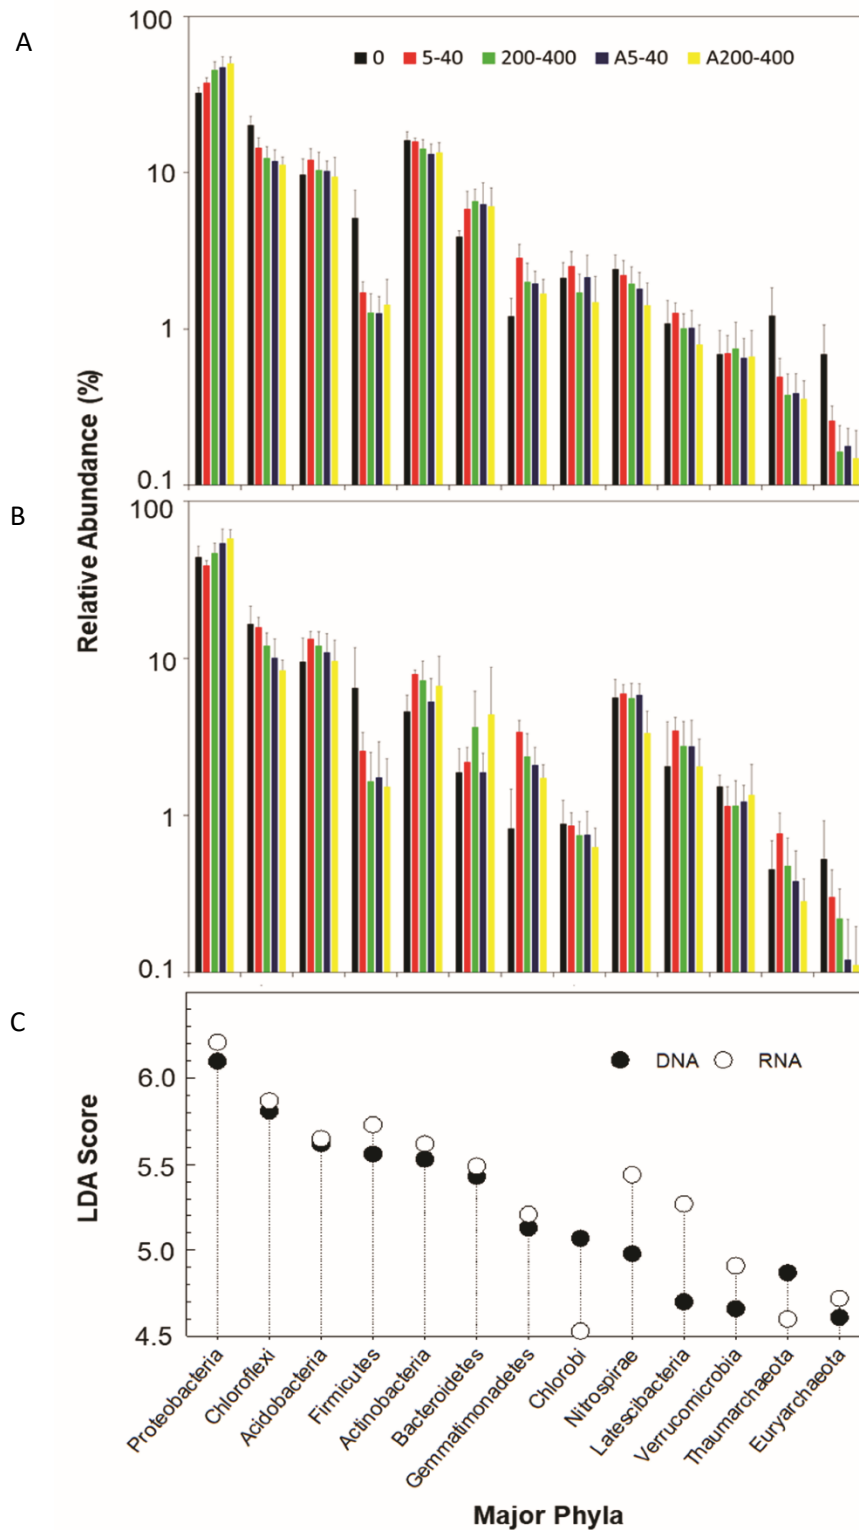 A
100
0 5-40 200-400 A5-40 A200-400
10
1
0.1
Relative Abundance (%)
B
100
10
1
0.1
C
DNA RNA
6.0
5.5
5.0
4.5
LDA Score
Proteobacteria
Chloroflexi
Acidobacteria
Firmicutes
Actinobacteria
Bacteroidetes
Gemmatimonadetes
Chlorobi
Nitrospirae
Latescibacteria
Verrucomicrobia
Thaumarchaeota
Euryarchaeota
Major Phyla